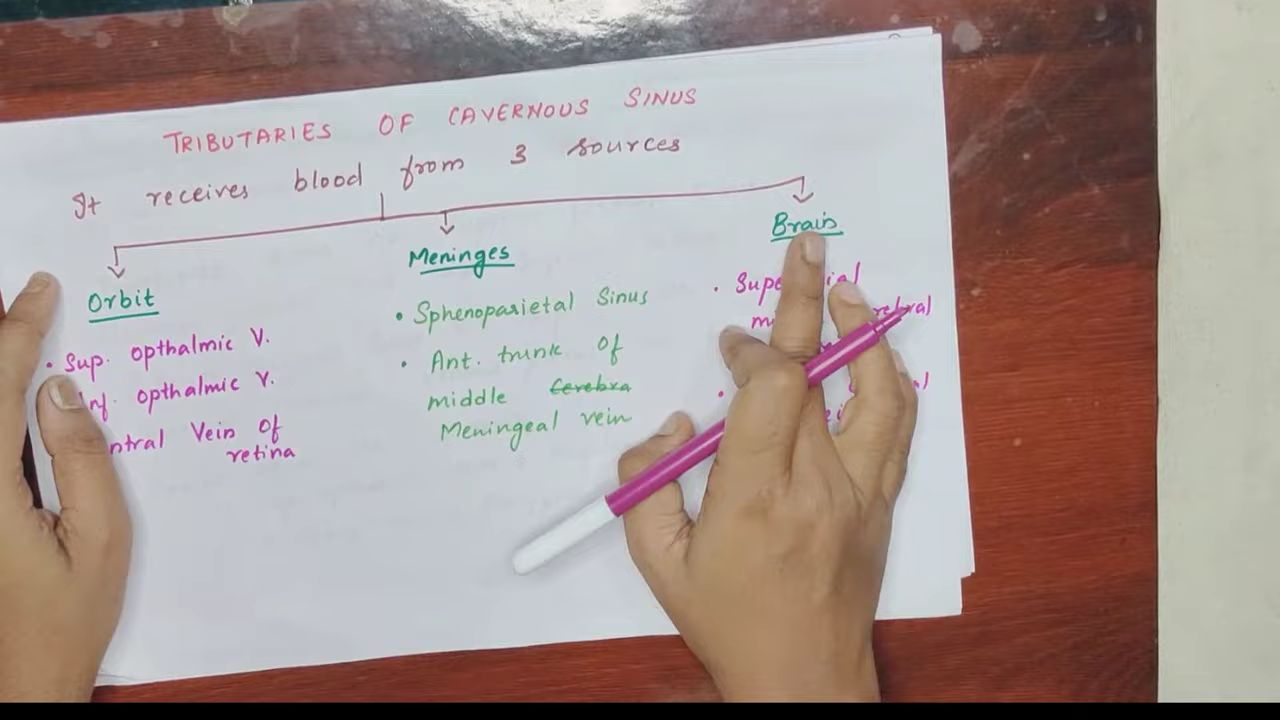 TRIBUTARIES OF CAVERNOUS SINUS
It receives blood from 3 sources
Orbit
• Sup. opthalmic V.
Inf. opthalmic V.
Vein of
retina
Meninges
• Sphenoparietal Sinus
• Ant. trunk of
middle Cerebra
Meningeal vein
Brain